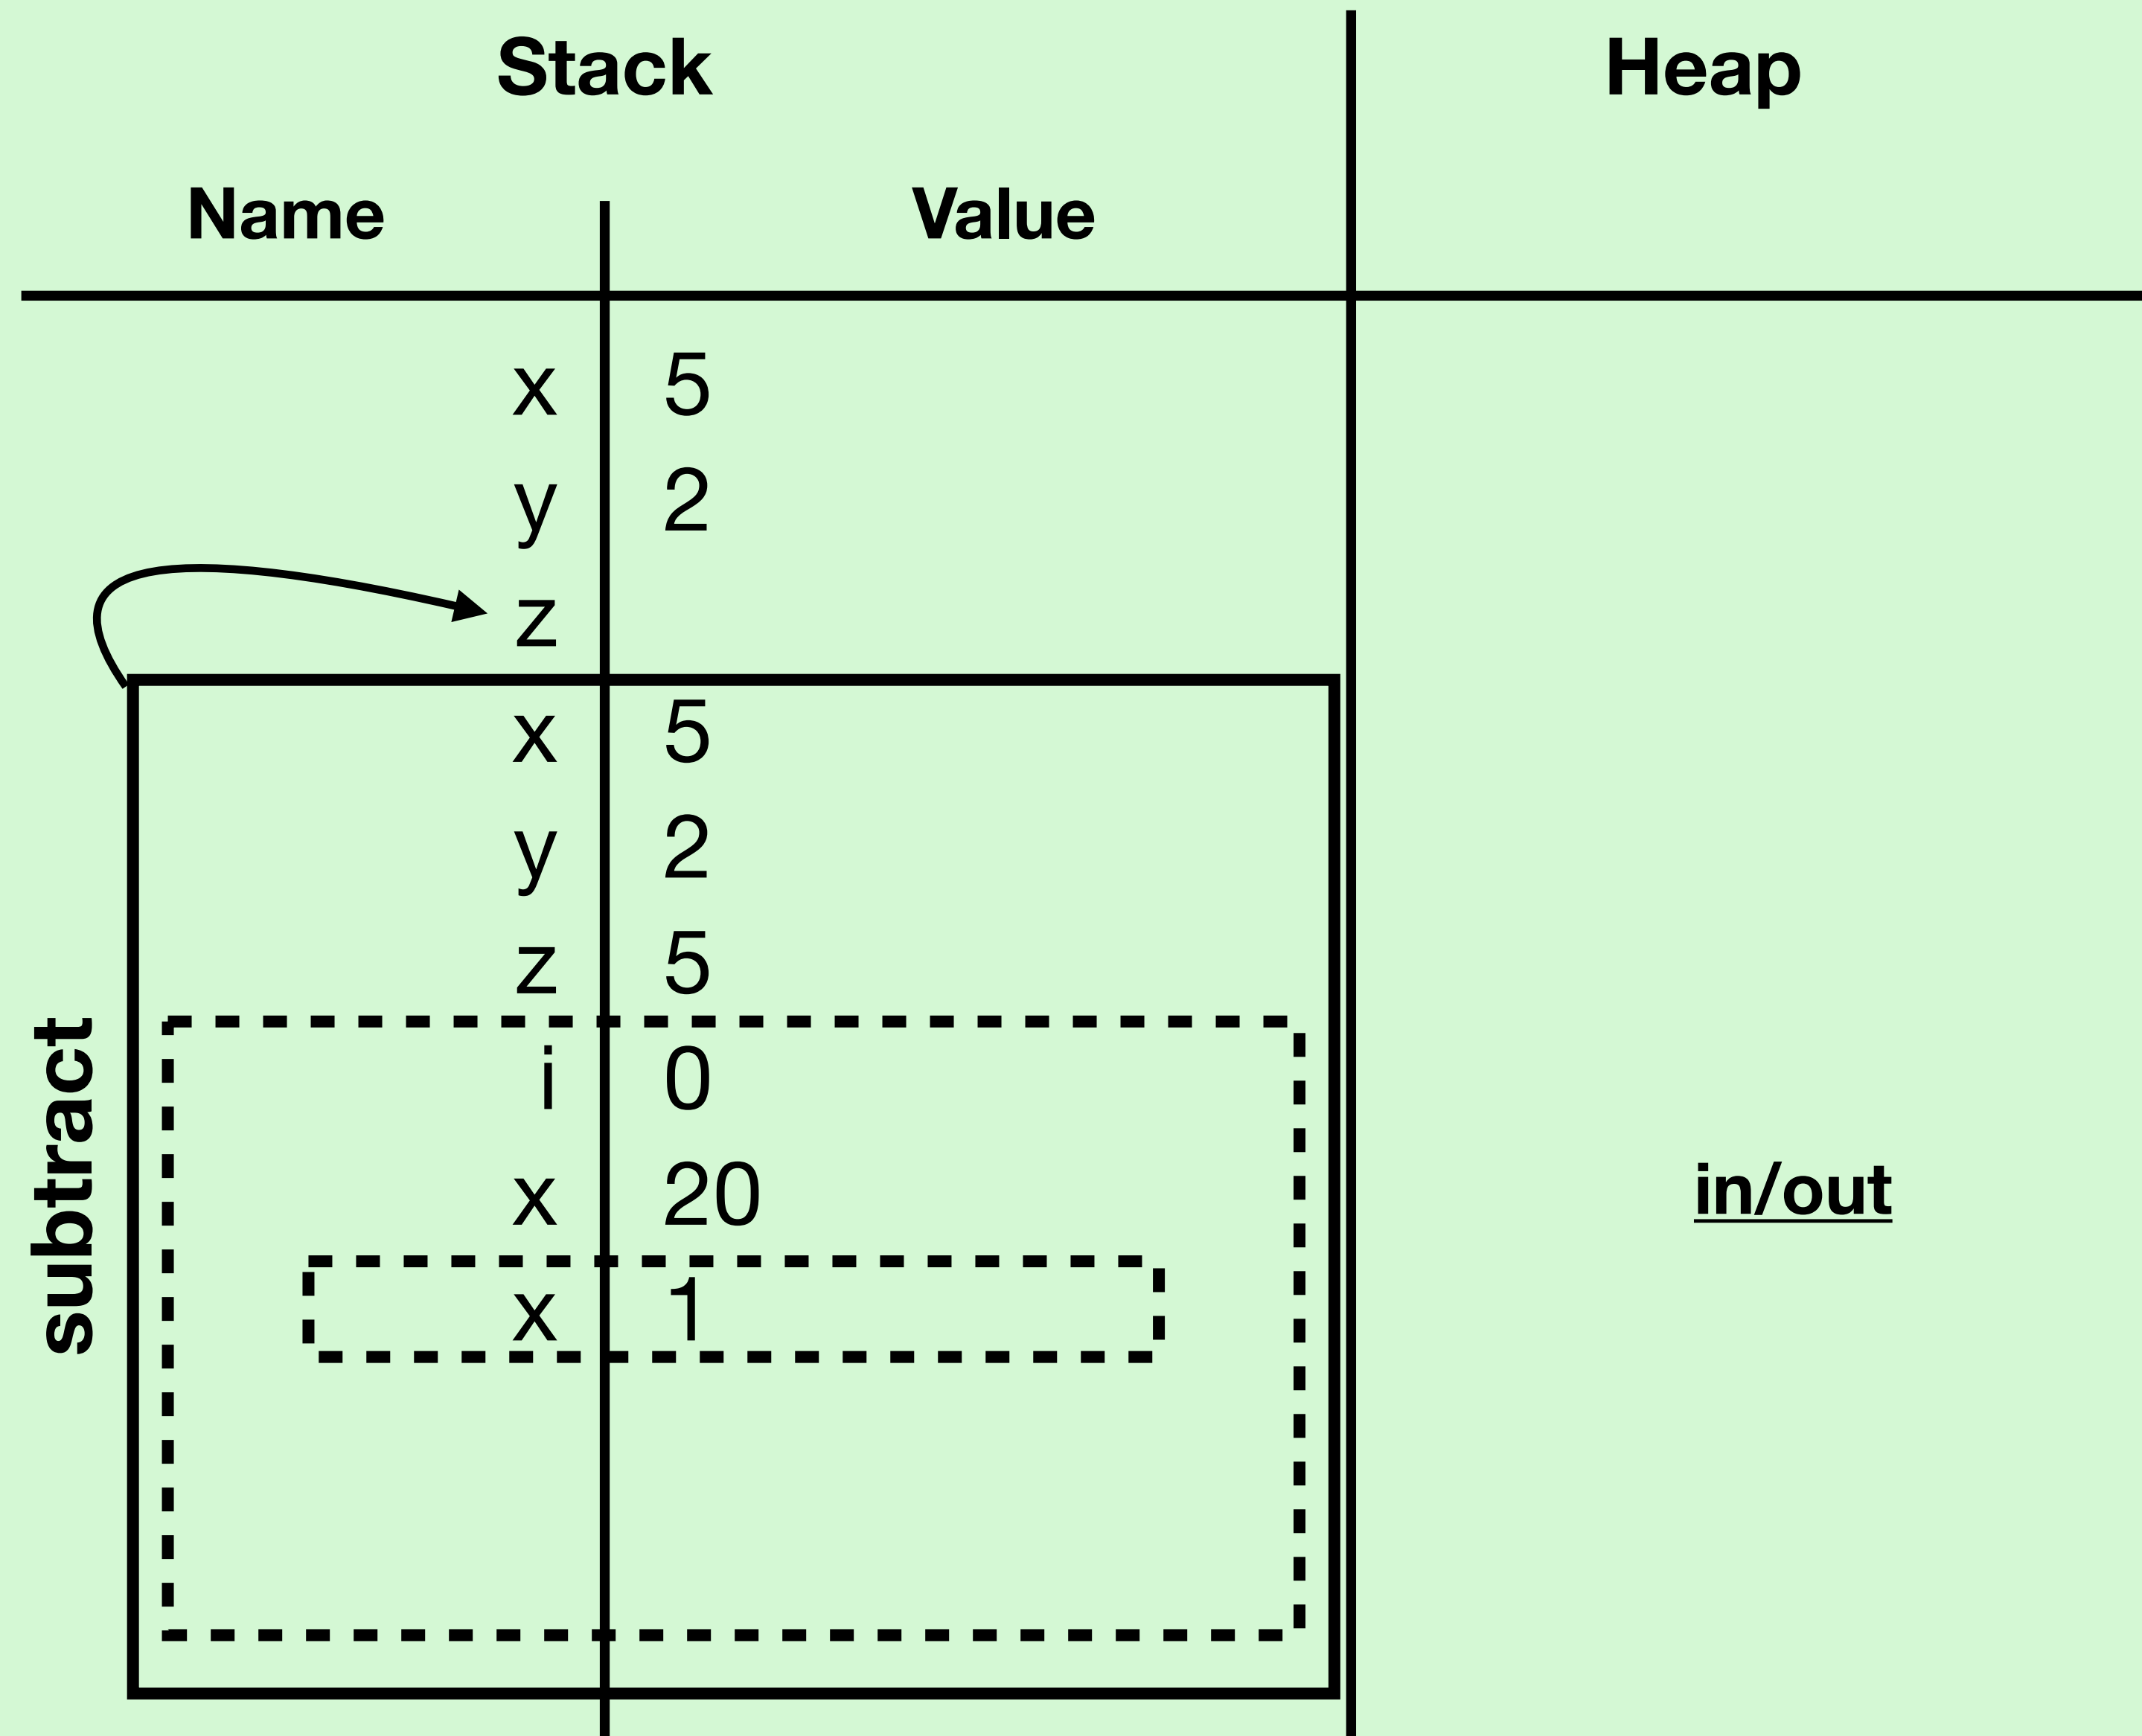 Stack Heap
Name Value
x 5
y 2
z
x 5
y 2
z 5
i 0
x 20
x 1
subtract
in/out